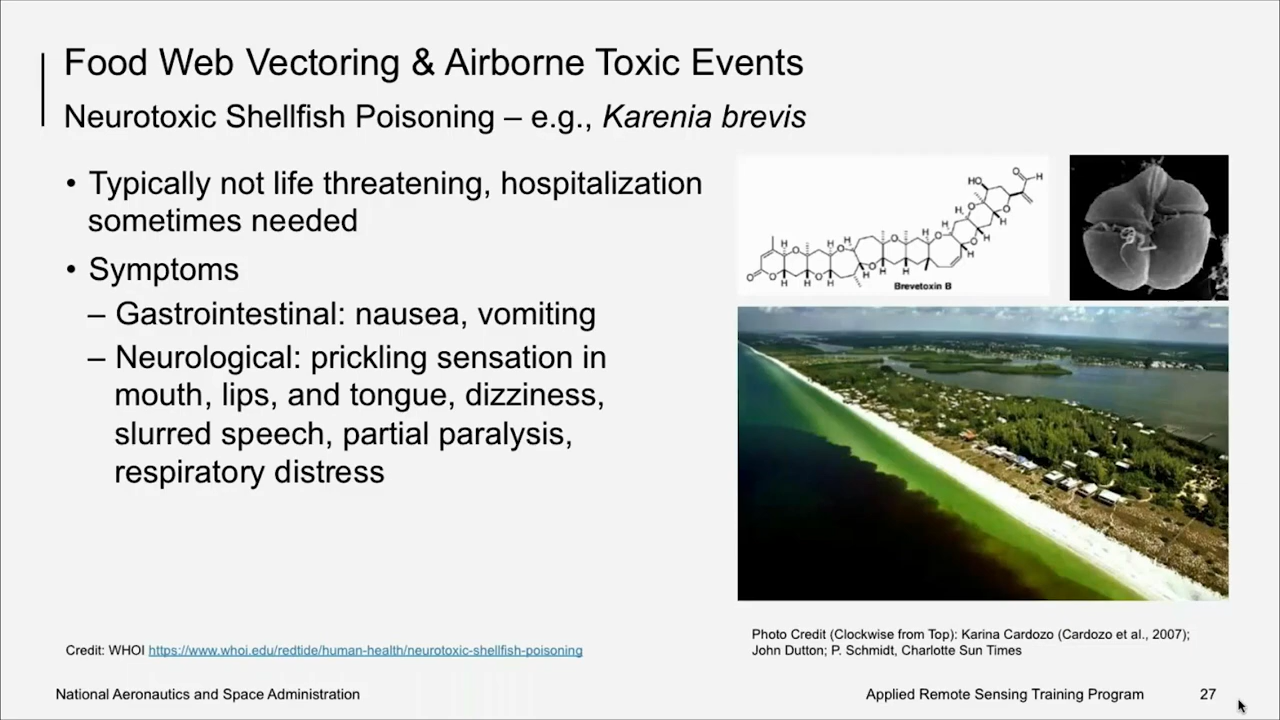 Food Web Vectoring & Airborne Toxic Events
Neurotoxic Shellfish Poisoning – e.g., Karenia brevis
• Typically not life threatening, hospitalization
sometimes needed
• Symptoms
– Gastrointestinal: nausea, vomiting
– Neurological: prickling sensation in
mouth, lips, and tongue, dizziness,
slurred speech, partial paralysis,
respiratory distress
Brevetoxin B
Photo Credit (Clockwise from Top): Karina Cardozo (Cardozo et al., 2007);
John Dutton; P. Schmidt, Charlotte Sun Times
Credit: WHOI https://www.whoi.edu/redtide/human-health/neurotoxic-shellfish-poisoning
National Aeronautics and Space Administration
Applied Remote Sensing Training Program
27